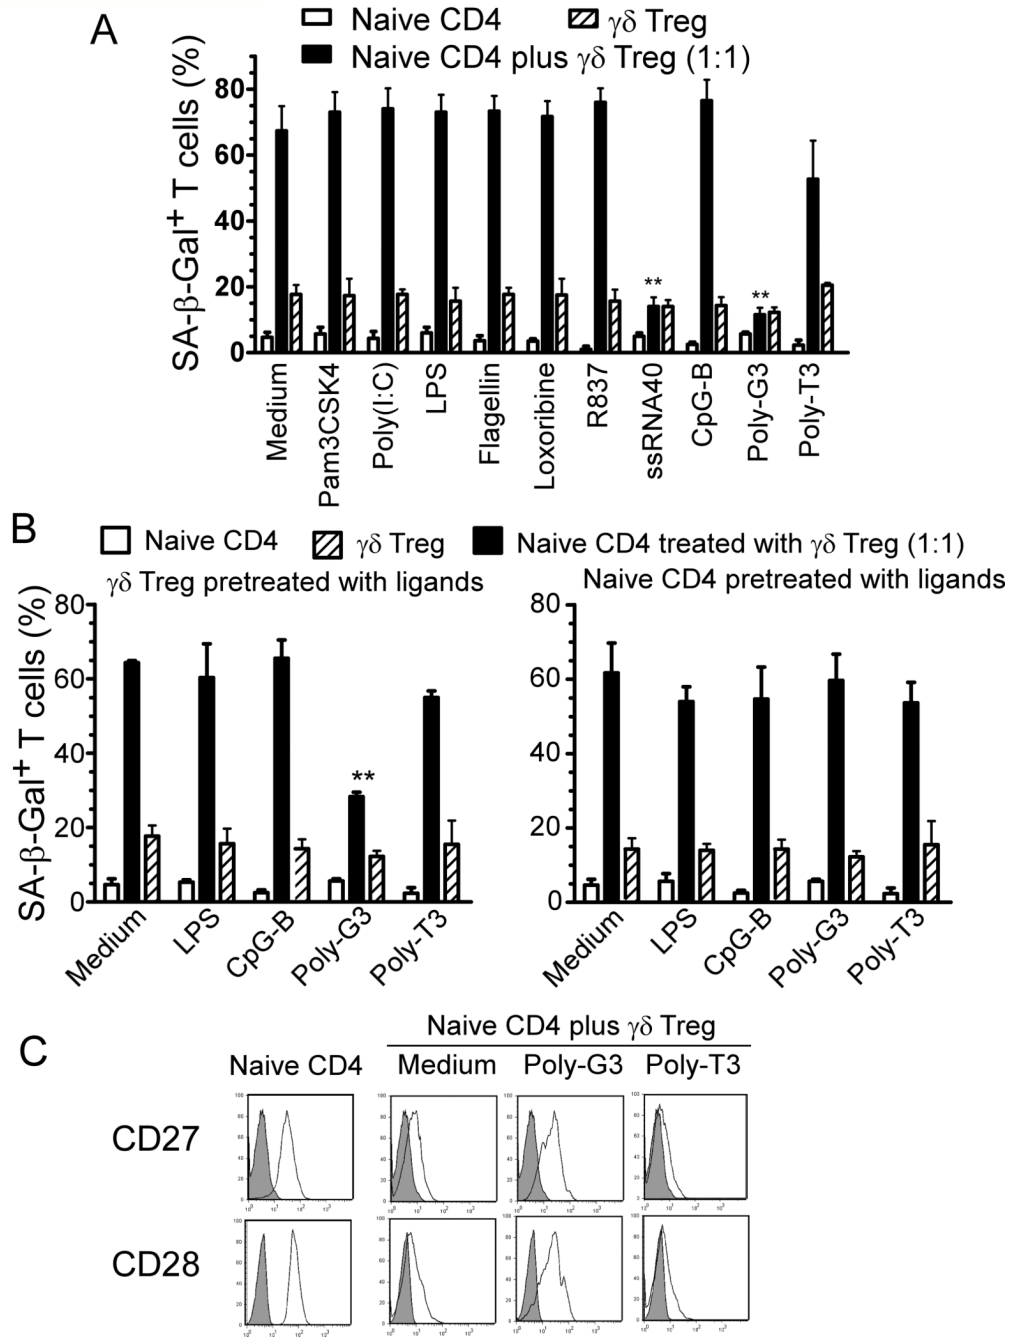 A
Naive CD4 γδ Treg
Naive CD4 plus γδ Treg (1:1)
SA-β-Gal+ T cells (%)
80
60
40
20
0
Medium Pam3CSK4 Poly(I:C) LPS Flagellin Loxoribine R837 ssRNA40 CpG-B Poly-G3 Poly-T3
** **
B
Naive CD4 γδ Treg Naive CD4 treated with γδ Treg (1:1)
γδ Treg pretreated with ligands
SA-β-Gal+ T cells (%)
80
60
40
20
0
**
Medium LPS CpG-B Poly-G3 Poly-T3
Naive CD4 pretreated with ligands
80
60
40
20
0
Medium LPS CpG-B Poly-G3 Poly-T3
C
Naive CD4 plus γδ Treg
Naive CD4 Medium Poly-G3 Poly-T3
CD27
CD28